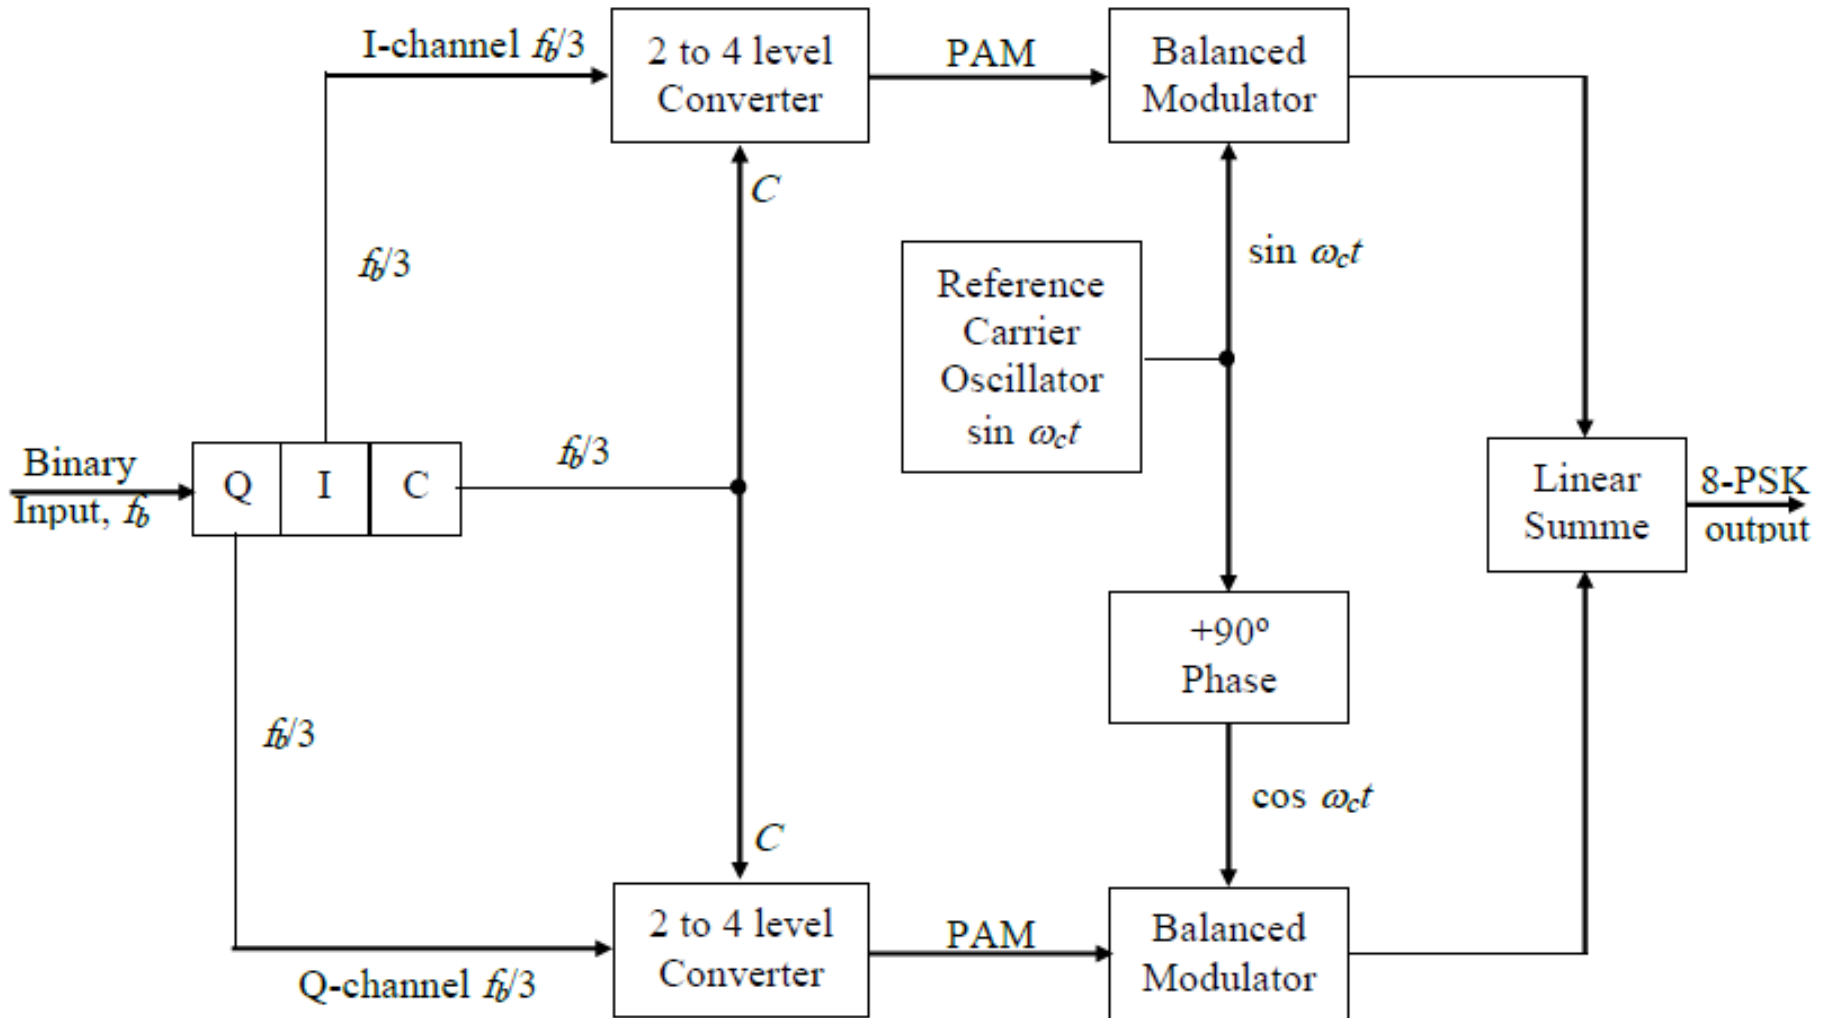 I-channel fb/3
2 to 4 level
Converter
PAM
Balanced
Modulator
C
fb/3
sin ωct
Reference
Carrier
Oscillator
sin ωct
Binary
Input, fb
Q I C
fb/3
Linear
Summe
8-PSK
output
+90º
Phase
fb/3
cos ωct
C
Q-channel fb/3
2 to 4 level
Converter
PAM
Balanced
Modulator